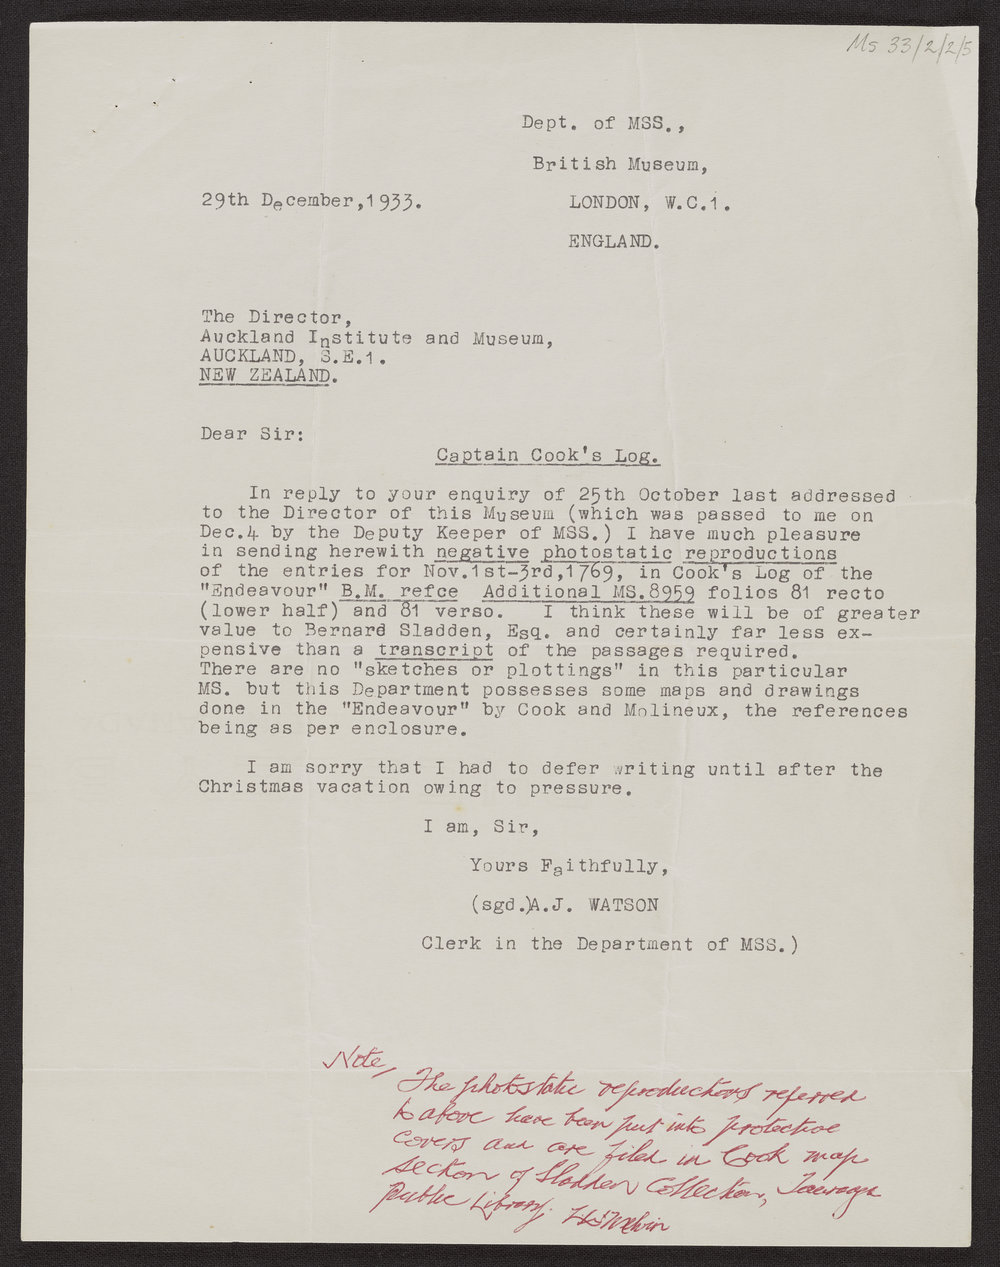 Ms 33/2/2/5
Dept. of MSS.,
British Museum,
29th December,1933.
LONDON, W.C.1.
ENGLAND.
The Director,
Auckland Institute and Museum,
AUCKLAND, S.E.1.
NEW ZEALAND.
Dear Sir:
Captain Cook's Log.
In reply to your enquiry of 25th October last addressed
to the Director of this Museum (which was passed to me on
Dec.4 by the Deputy Keeper of MSS.) I have much pleasure
in sending herewith negative photostatic reproductions
of the entries for Nov.1st-3rd,1769, in Cook's Log of the
"Endeavour" B.M. refce Additional MS.8959 folios 81 recto
(lower half) and 81 verso. I think these will be of greater
value to Bernard Sladden, Esq. and certainly far less ex-
pensive than a transcript of the passages required.
There are no "sketches or plottings" in this particular
MS. but this Department possesses some maps and drawings
done in the "Endeavour" by Cook and Molineux, the references
being as per enclosure.
I am sorry that I had to defer writing until after the
Christmas vacation owing to pressure.
I am, Sir,
Yours Faithfully,
(sgd.)A.J. WATSON
Clerk in the Department of MSS.)
Note,
The photostatic reproductions referred
to above have been put into protective
covers and are filed in Cook map
section of Sladden Collection, Tauranga
Public Library.